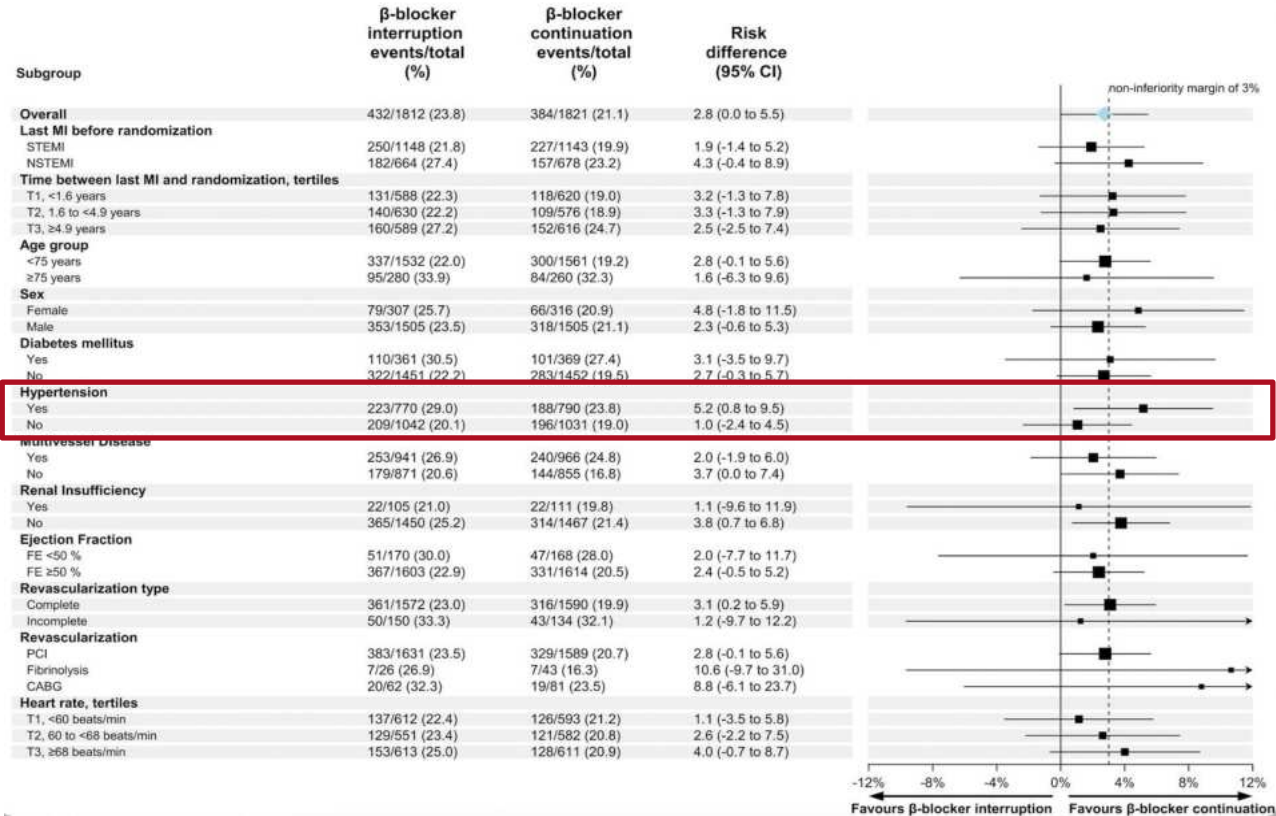 Subgroup β-blocker interruption events/total (%) β-blocker continuation events/total (%) Risk difference (95% CI)
non-inferiority margin of 3%
Overall 432/1812 (23.8) 384/1821 (21.1) 2.8 (0.0 to 5.5)
Last MI before randomization
STEMI 250/1148 (21.8) 227/1143 (19.9) 1.9 (-1.4 to 5.2)
NSTEMI 182/664 (27.4) 157/678 (23.2) 4.3 (-0.4 to 8.9)
Time between last MI and randomization, tertiles
T1, <1.6 years 131/588 (22.3) 118/620 (19.0) 3.2 (-1.3 to 7.8)
T2, 1.6 to <4.9 years 140/630 (22.2) 109/576 (18.9) 3.3 (-1.3 to 7.9)
T3, ≥4.9 years 160/589 (27.2) 152/616 (24.7) 2.5 (-2.5 to 7.4)
Age group
<75 years 337/1532 (22.0) 300/1561 (19.2) 2.8 (-0.1 to 5.6)
≥75 years 95/280 (33.9) 84/260 (32.3) 1.6 (-6.3 to 9.6)
Sex
Female 79/307 (25.7) 66/316 (20.9) 4.8 (-1.8 to 11.5)
Male 353/1505 (23.5) 318/1505 (21.1) 2.3 (-0.6 to 5.3)
Diabetes mellitus
Yes 110/361 (30.5) 101/369 (27.4) 3.1 (-3.5 to 9.7)
No 322/1451 (22.2) 283/1452 (19.5) 2.7 (-0.3 to 5.7)
Hypertension
Yes 223/770 (29.0) 188/790 (23.8) 5.2 (0.8 to 9.5)
No 209/1042 (20.1) 196/1031 (19.0) 1.0 (-2.4 to 4.5)
Multivessel Disease
Yes 253/941 (26.9) 240/966 (24.8) 2.0 (-1.9 to 6.0)
No 179/871 (20.6) 144/855 (16.8) 3.7 (0.0 to 7.4)
Renal Insufficiency
Yes 22/105 (21.0) 22/111 (19.8) 1.1 (-9.6 to 11.9)
No 365/1450 (25.2) 314/1467 (21.4) 3.8 (0.7 to 6.8)
Ejection Fraction
FE <50 % 51/170 (30.0) 47/168 (28.0) 2.0 (-7.7 to 11.7)
FE ≥50 % 367/1603 (22.9) 331/1614 (20.5) 2.4 (-0.5 to 5.2)
Revascularization type
Complete 361/1572 (23.0) 316/1590 (19.9) 3.1 (0.2 to 5.9)
Incomplete 50/150 (33.3) 43/134 (32.1) 1.2 (-9.7 to 12.2)
Revascularization
PCI 383/1631 (23.5) 329/1589 (20.7) 2.8 (-0.1 to 5.6)
Fibrinolysis 7/26 (26.9) 7/43 (16.3) 10.6 (-9.7 to 31.0)
CABG 20/62 (32.3) 19/81 (23.5) 8.8 (-6.1 to 23.7)
Heart rate, tertiles
T1, <60 beats/min 137/612 (22.4) 126/593 (21.2) 1.1 (-3.5 to 5.8)
T2, 60 to <68 beats/min 129/551 (23.4) 121/582 (20.8) 2.6 (-2.2 to 7.5)
T3, ≥68 beats/min 153/613 (25.0) 128/611 (20.9) 4.0 (-0.7 to 8.7)
-12% -8% -4% 0% 4% 8% 12%
Favours β-blocker interruption Favours β-blocker continuation